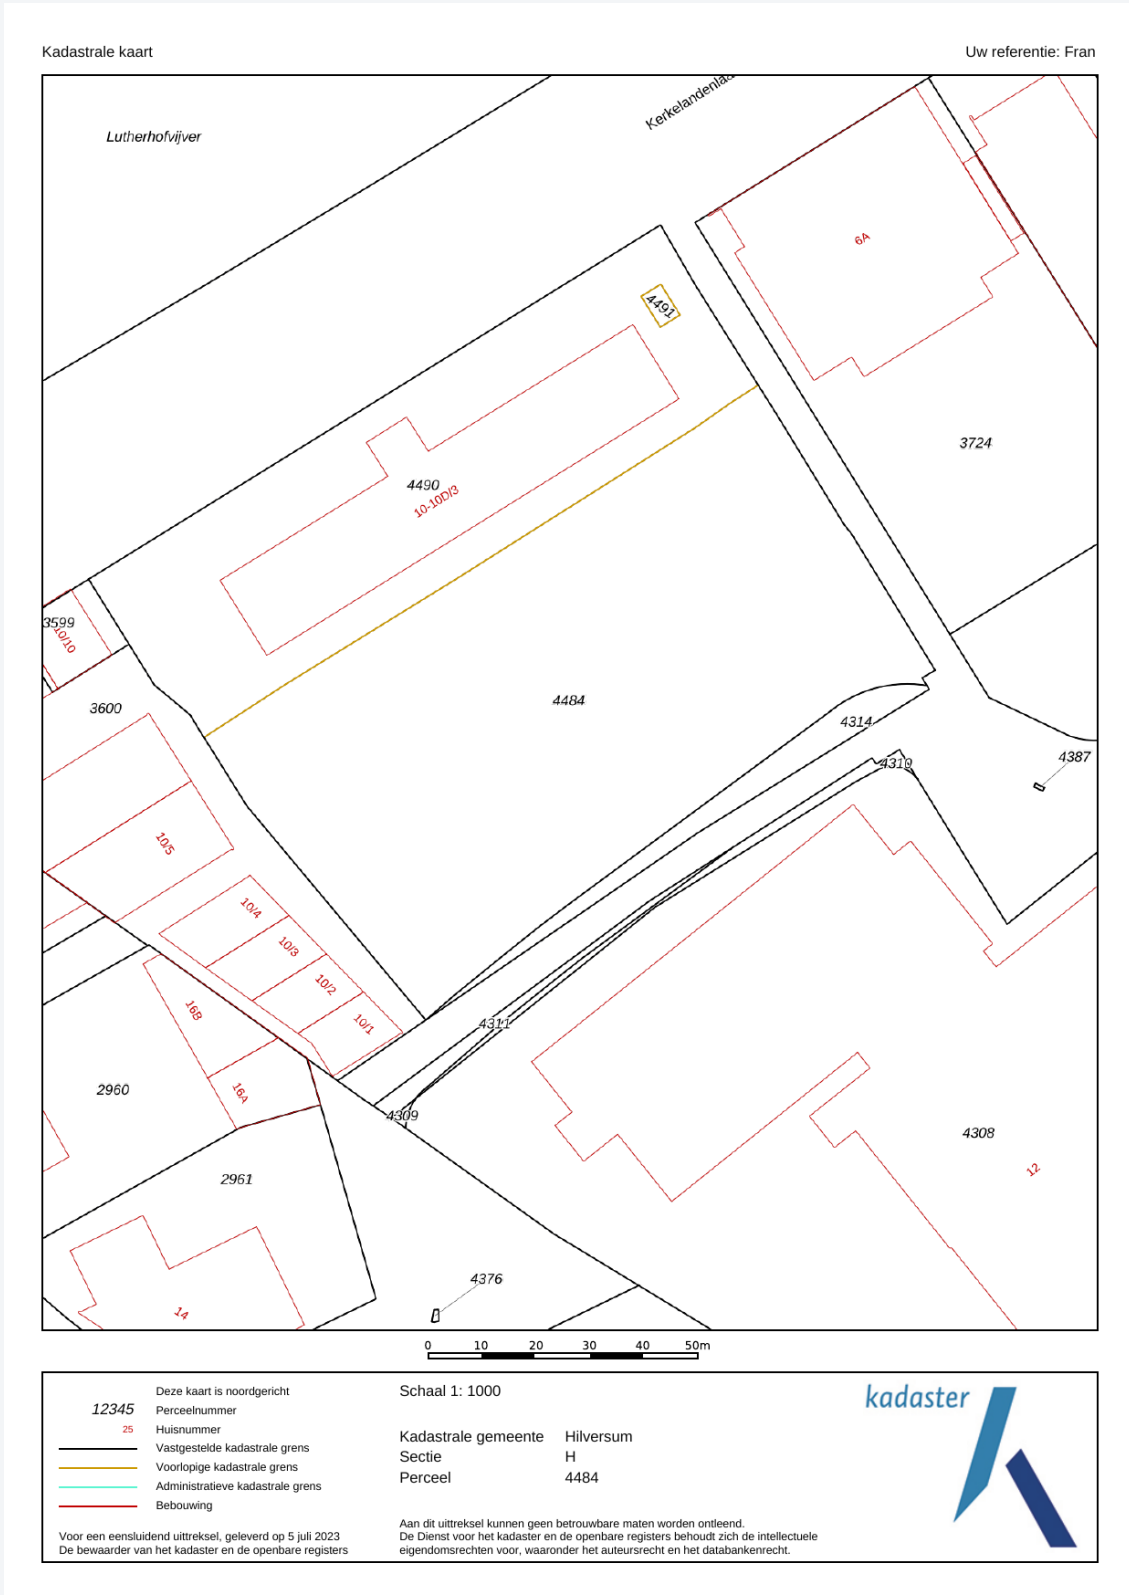 Kadastrale kaart
Uw referentie: Fran
Lutherhofvijver
Kerkelandenlaa
6A
4491
3724
4490
10-10D/3
3599
10/10
3600
4484
4314
4310
4387
10/5
10/4
10/3
10/2
10/1
16B
4311
16A
2960
4309
4308
12
2961
4376
14
0 10 20 30 40 50m
Deze kaart is noordgericht
12345 Perceelnummer
25 Huisnummer
Vastgestelde kadastrale grens
Voorlopige kadastrale grens
Administratieve kadastrale grens
Bebouwing
Voor een eensluidend uittreksel, geleverd op 5 juli 2023
De bewaarder van het kadaster en de openbare registers
Schaal 1: 1000
Kadastrale gemeente Hilversum
Sectie H
Perceel 4484
Aan dit uittreksel kunnen geen betrouwbare maten worden ontleend.
De Dienst voor het kadaster en de openbare registers behoudt zich de intellectuele
eigendomsrechten voor, waaronder het auteursrecht en het databankenrecht.
kadaster